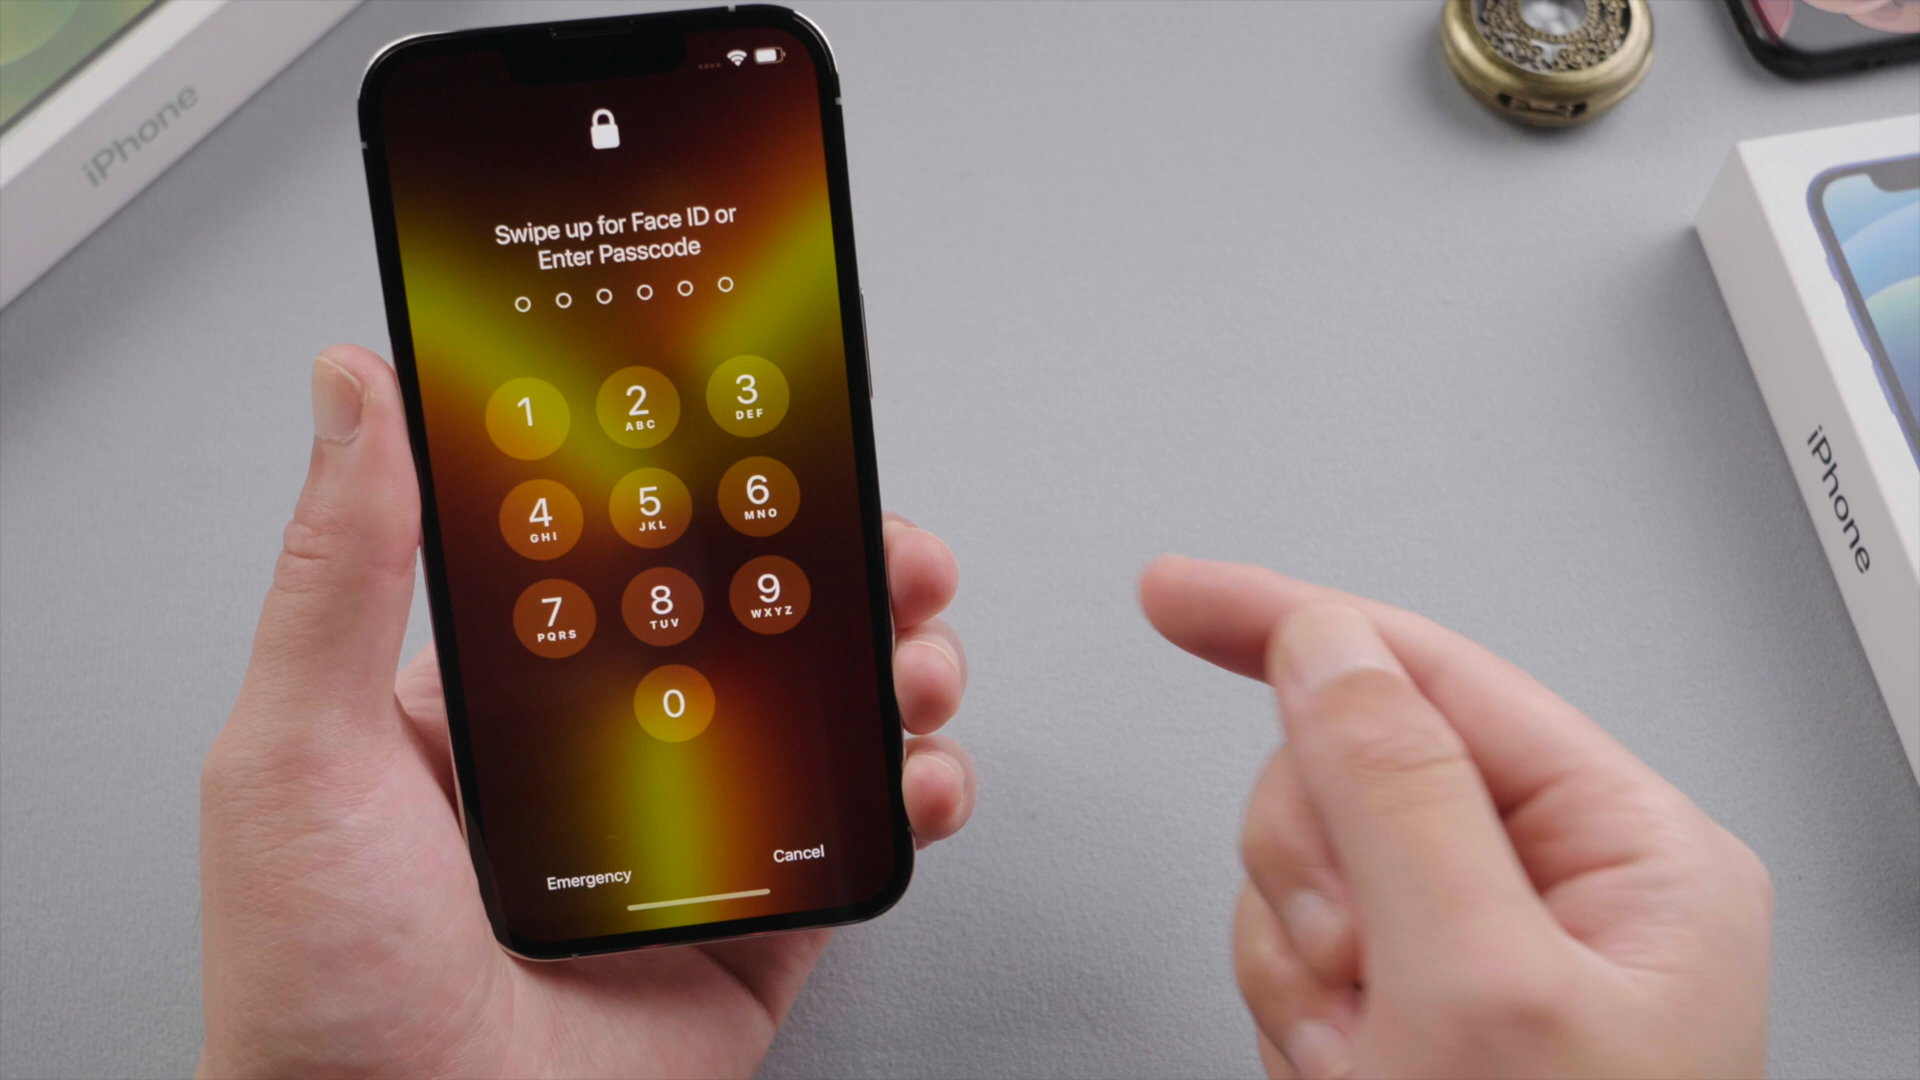 iPhone
Swipe up for Face ID or
Enter Passcode
1
2
ABC
3
DEF
4
GHI
5
JKL
6
MNO
7
PQRS
8
TUV
9
WXYZ
0
Emergency
Cancel
iPhone